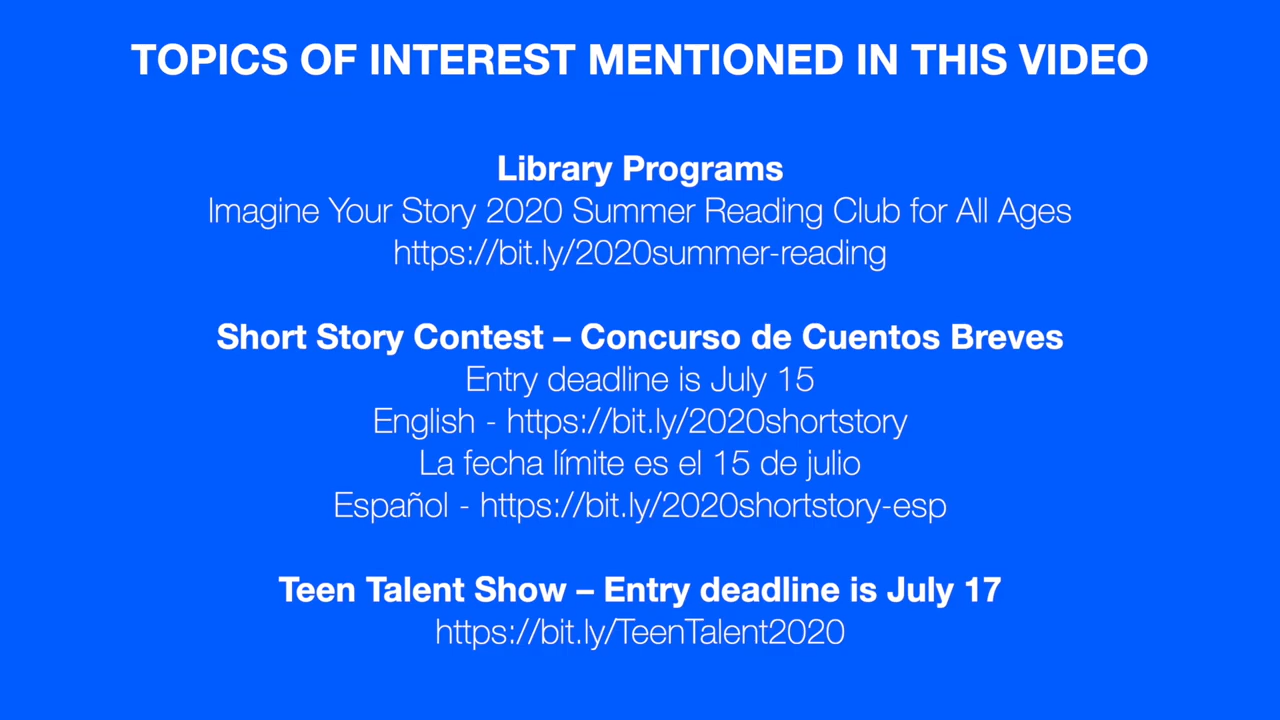 TOPICS OF INTEREST MENTIONED IN THIS VIDEO
Library Programs
Imagine Your Story 2020 Summer Reading Club for All Ages
https://bit.ly/2020summer-reading
Short Story Contest – Concurso de Cuentos Breves
Entry deadline is July 15
English - https://bit.ly/2020shortstory
La fecha límite es el 15 de julio
Español - https://bit.ly/2020shortstory-esp
Teen Talent Show – Entry deadline is July 17
https://bit.ly/TeenTalent2020